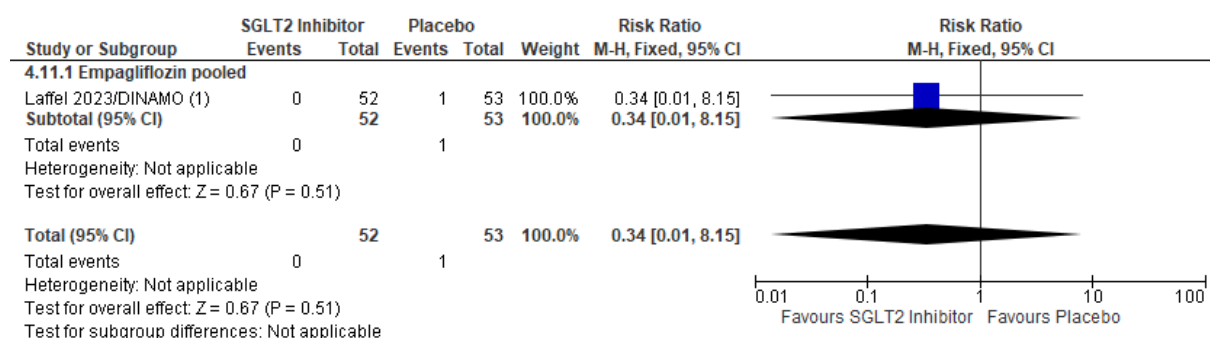 SGLT2 Inhibitor Placebo Risk Ratio Risk Ratio
Study or Subgroup Events Total Events Total Weight M-H, Fixed, 95% CI M-H, Fixed, 95% CI
4.11.1 Empagliflozin pooled
Laffel 2023/DINAMO (1) 0 52 1 53 100.0% 0.34 [0.01, 8.15]
Subtotal (95% CI) 52 53 100.0% 0.34 [0.01, 8.15]
Total events 0 1
Heterogeneity: Not applicable
Test for overall effect: Z = 0.67 (P = 0.51)
Total (95% CI) 52 53 100.0% 0.34 [0.01, 8.15]
Total events 0 1
Heterogeneity: Not applicable
Test for overall effect: Z = 0.67 (P = 0.51)
Test for subgroup differences: Not applicable
0.01 0.1 1 10 100
Favours SGLT2 Inhibitor Favours Placebo